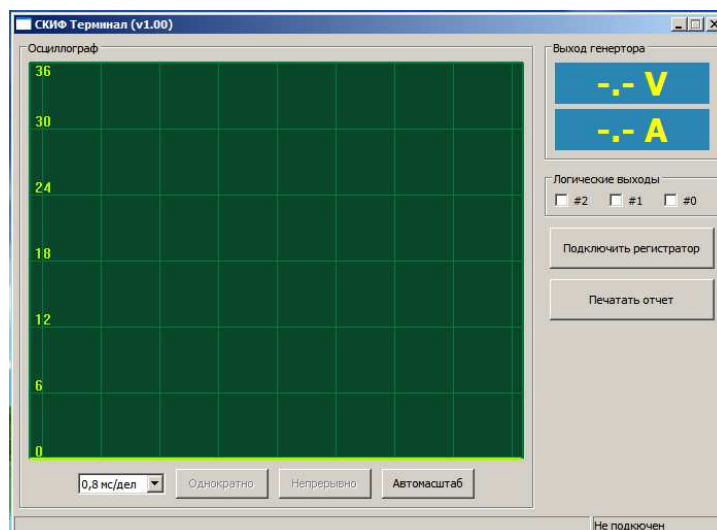 СКИФ Терминал (v1.00)
Осциллограф
36
30
24
18
12
6
0
0,8 мс/дел
Однократно
Непрерывно
Автомасштаб
Выход генертора
-.- V
-.- A
Логические выходы
#2 #1 #0
Подключить регистратор
Печатать отчет
Не подкючен